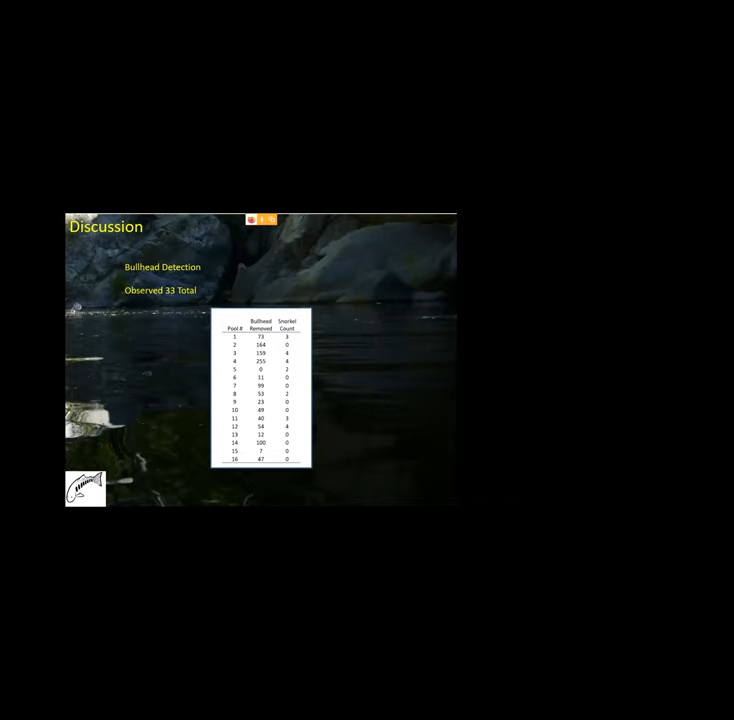 Discussion
Bullhead Detection
Observed 33 Total
Bullhead Snorkel
Pool # Removed Count
1 73 3
2 164 0
3 159 4
4 255 4
5 0 2
6 11 0
7 99 0
8 53 2
9 23 0
10 49 0
11 40 3
12 54 4
13 12 0
14 100 0
15 7 0
16 47 0